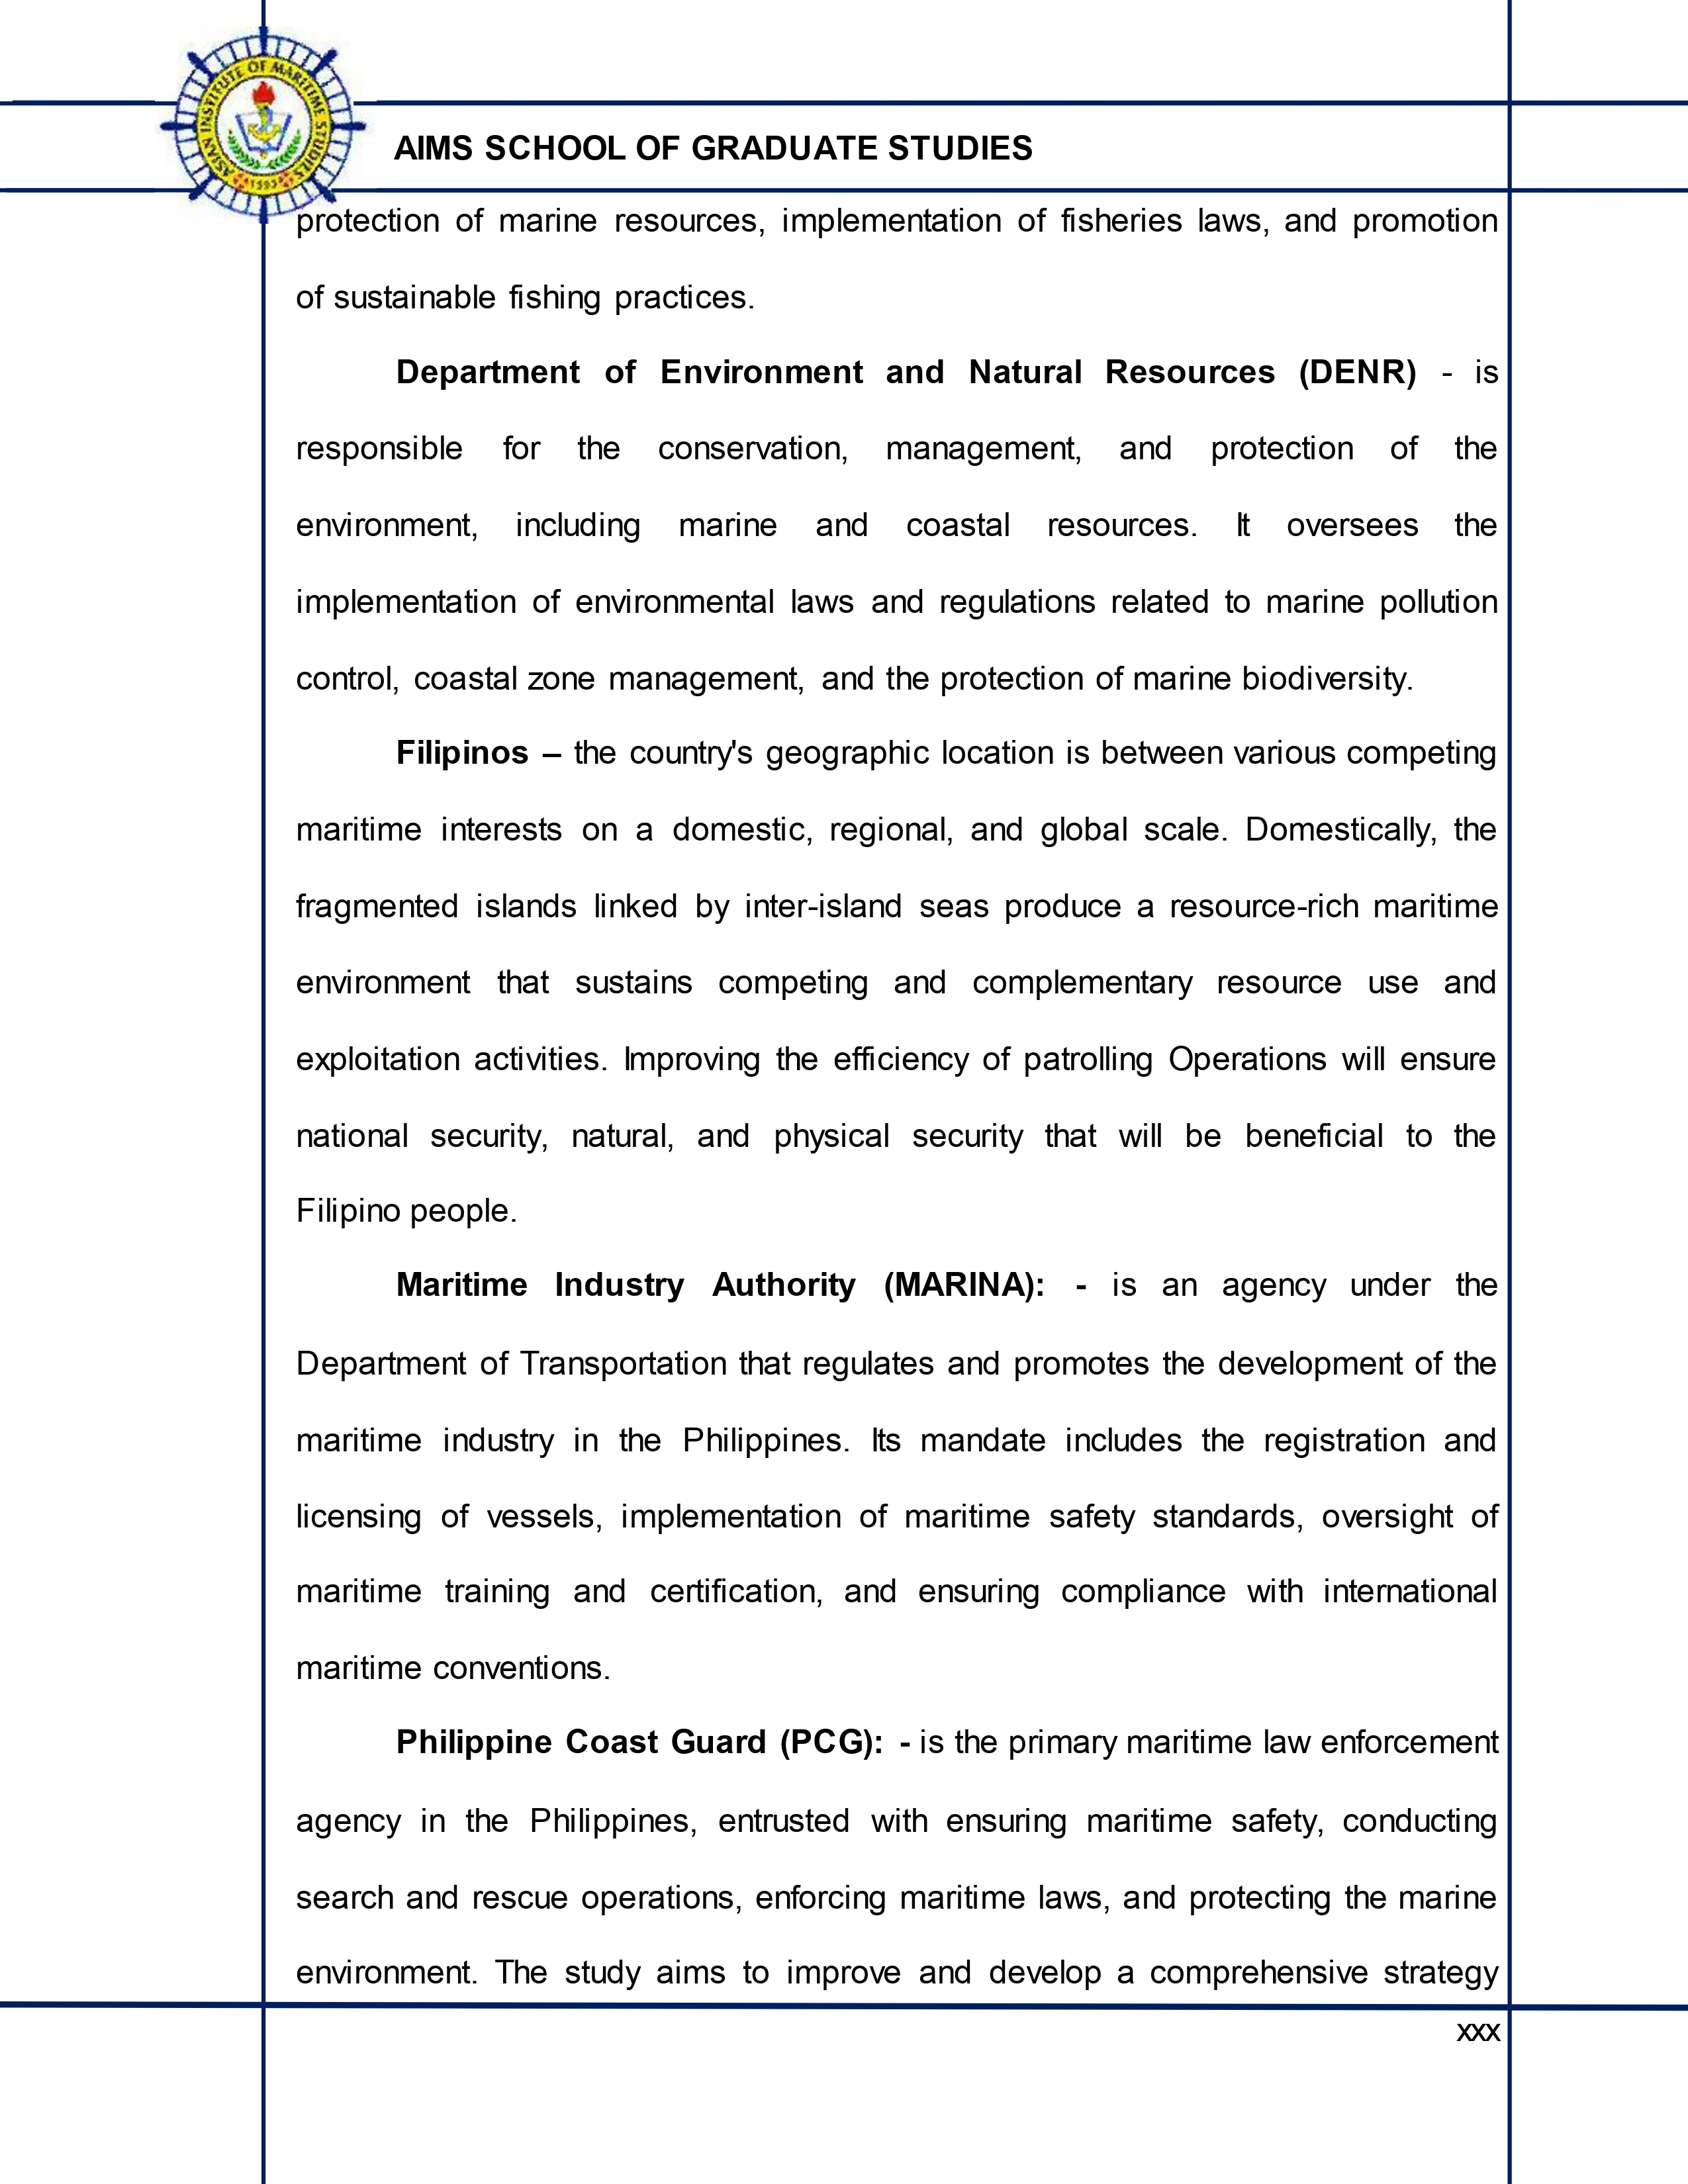 ASIAN INSTITUTE OF MARITIME STUDIES
1993
AIMS SCHOOL OF GRADUATE STUDIES
protection of marine resources, implementation of fisheries laws, and promotion
of sustainable fishing practices.
Department of Environment and Natural Resources (DENR) - is
responsible for the conservation, management, and protection of the
environment, including marine and coastal resources. It oversees the
implementation of environmental laws and regulations related to marine pollution
control, coastal zone management, and the protection of marine biodiversity.
Filipinos – the country's geographic location is between various competing
maritime interests on a domestic, regional, and global scale. Domestically, the
fragmented islands linked by inter-island seas produce a resource-rich maritime
environment that sustains competing and complementary resource use and
exploitation activities. Improving the efficiency of patrolling Operations will ensure
national security, natural, and physical security that will be beneficial to the
Filipino people.
Maritime Industry Authority (MARINA): - is an agency under the
Department of Transportation that regulates and promotes the development of the
maritime industry in the Philippines. Its mandate includes the registration and
licensing of vessels, implementation of maritime safety standards, oversight of
maritime training and certification, and ensuring compliance with international
maritime conventions.
Philippine Coast Guard (PCG): - is the primary maritime law enforcement
agency in the Philippines, entrusted with ensuring maritime safety, conducting
search and rescue operations, enforcing maritime laws, and protecting the marine
environment. The study aims to improve and develop a comprehensive strategy
xxx